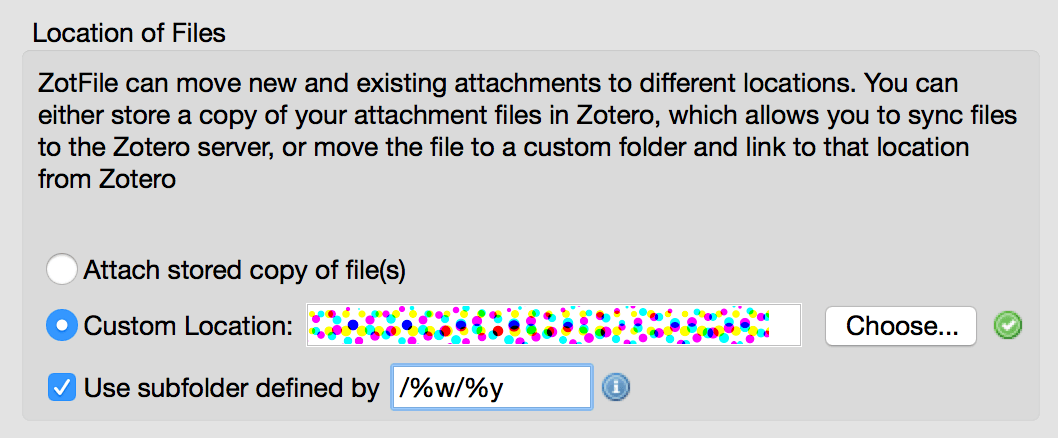 Location of Files
ZotFile can move new and existing attachments to different locations. You can
either store a copy of your attachment files in Zotero, which allows you to sync files
to the Zotero server, or move the file to a custom folder and link to that location
from Zotero
Attach stored copy of file(s)
Custom Location: Choose...
Use subfolder defined by /%w/%y